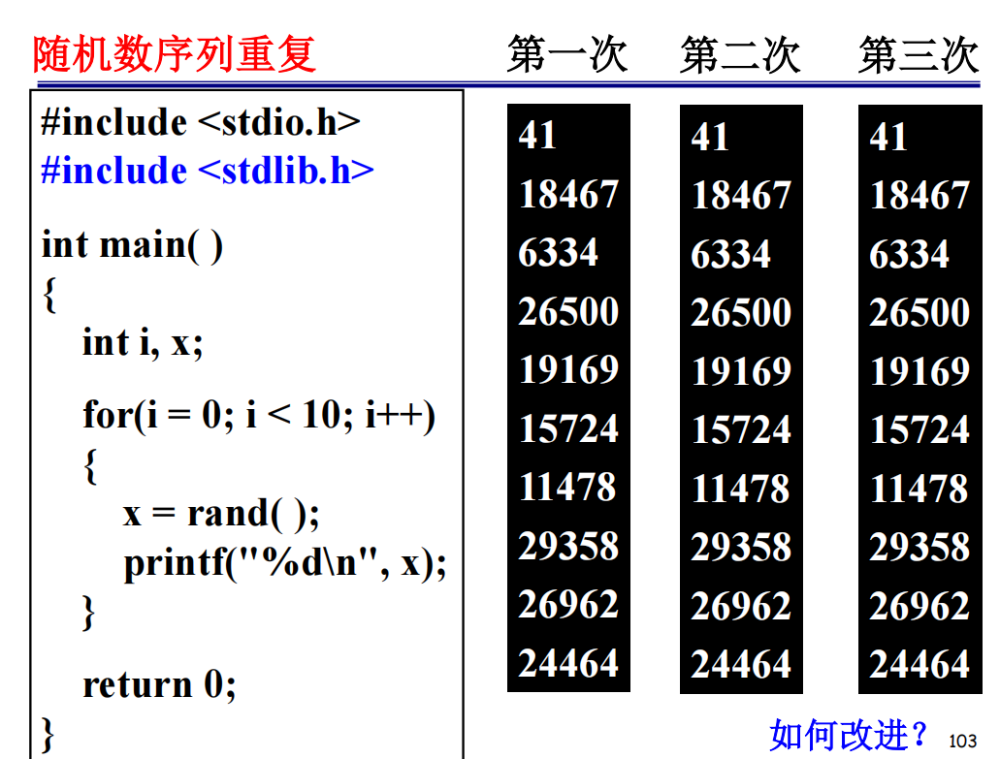 随机数序列重复
#include <stdio.h>
#include <stdlib.h>
int main( )
{
int i, x;
for(i = 0; i < 10; i++)
{
x = rand( );
printf("%d\n", x);
}
return 0;
}
第一次
41
18467
6334
26500
19169
15724
11478
29358
26962
24464
第二次
41
18467
6334
26500
19169
15724
11478
29358
26962
24464
第三次
41
18467
6334
26500
19169
15724
11478
29358
26962
24464
如何改进？
103